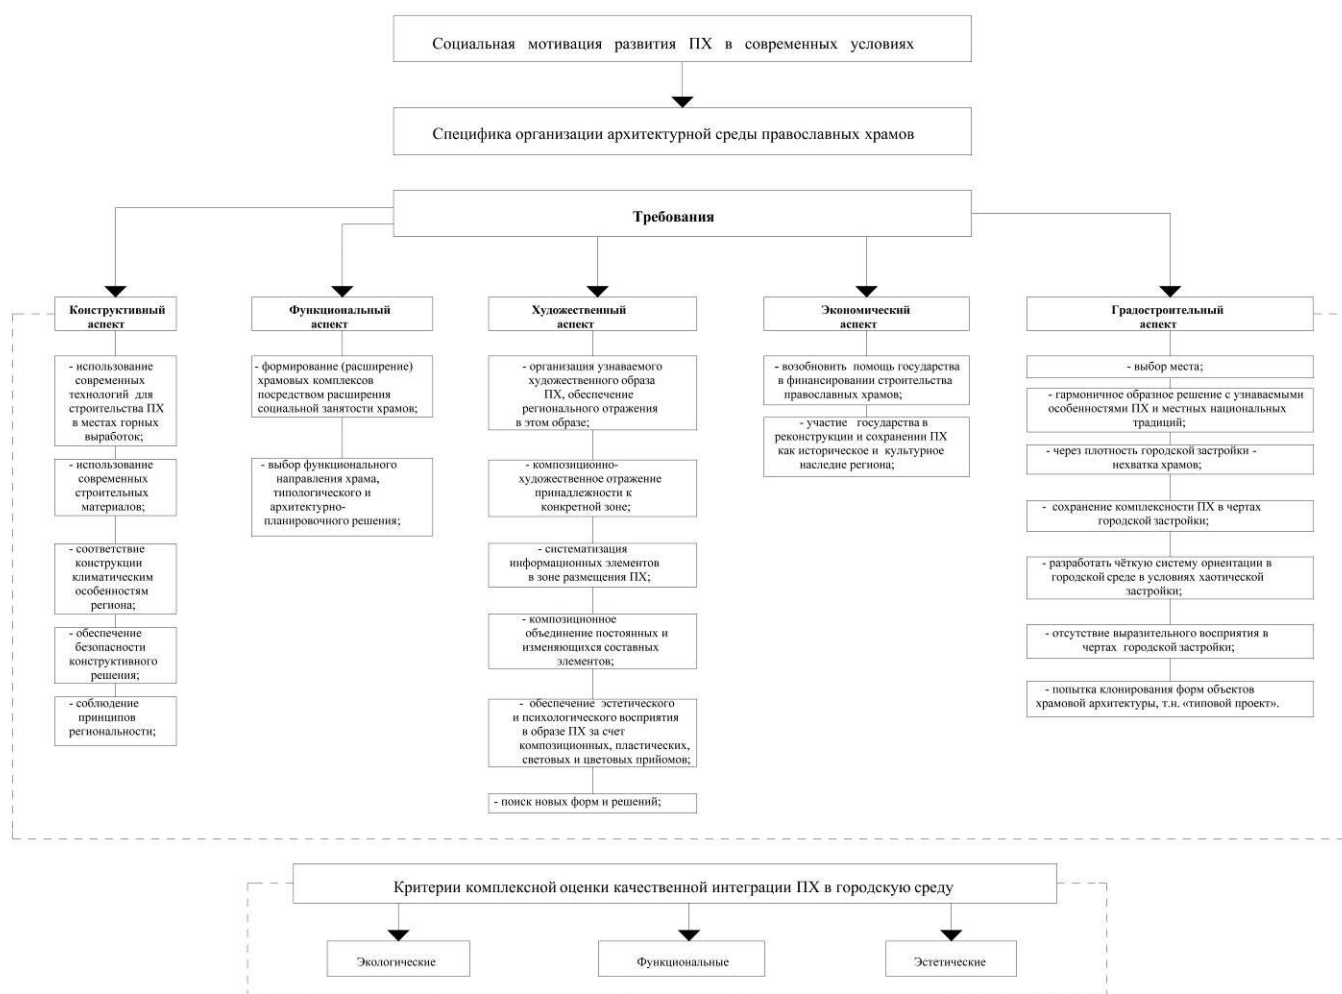 Социальная мотивация развития ПХ в современных условиях
Специфика организации архитектурной среды православных храмов
Требования
Конструктивный
аспект
- использование
современных
технологий для
строительства ПХ
в местах горных
выработок;
- использование
современных
строительных
материалов;
- соответствие
конструкции
климатическим
особенностям
региона;
- обеспечение
безопасности
конструктивного
решения;
- соблюдение
принципов
региональности;
Функциональный
аспект
- формирование (расширение)
храмовых комплексов
посредством расширения
социальной занятости храмов;
- выбор функционального
направления храма,
типологического и
архитектурно-
планировочного решения;
Художественный
аспект
- организация узнаваемого
художественного образа
ПХ, обеспечение
регионального отражения
в этом образе;
- композиционно-
художественное отражение
принадлежности к
конкретной зоне;
- систематизация
информационных элементов
в зоне размещения ПХ;
- композиционное
объединение постоянных и
изменяющихся составных
элементов;
- обеспечение эстетического
и психологического восприятия
в образе ПХ за счет
композиционных, пластических,
световых и цветовых прийомов;
- поиск новых форм и решений;
Экономический
аспект
- возобновить помощь государства
в финансировании строительства
православных храмов;
- участие государства в
реконструкции и сохранении ПХ
как историческое и культурное
наследие региона;
Градостроительный
аспект
- выбор места;
- гармоничное образное решение с узнаваемыми
особенностями ПХ и местных национальных
традиций;
- через плотность городской застройки -
нехватка храмов;
- сохранение комплексности ПХ в чертах
городской застройки;
- разработать чёткую систему ориентации в
городской среде в условиях хаотической
застройки;
- отсутствие выразительного восприятия в
чертах городской застройки;
- попытка клонирования форм объектов
храмовой архитектуры, т.н. «типовой проект».
Критерии комплексной оценки качественной интеграции ПХ в городскую среду
Экологические
Функциональные
Эстетические